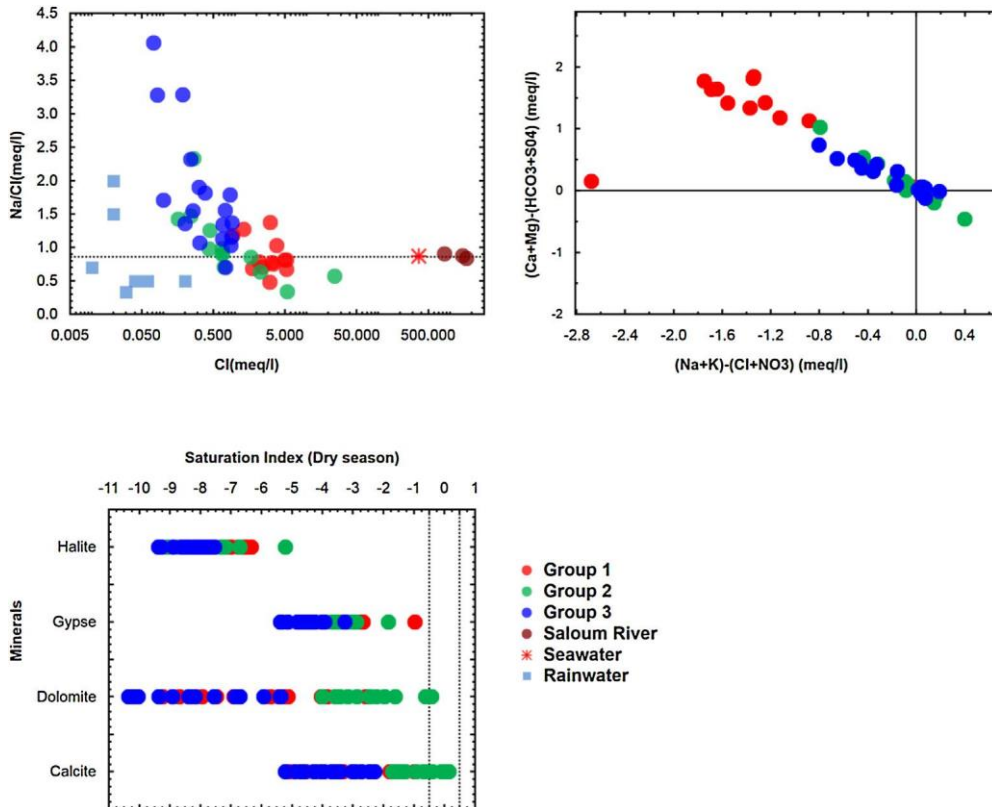 4.5
4.0
3.5
3.0
2.5
2.0
1.5
1.0
0.5
0.0
Na/Cl(meq/l)
0.005 0.050 0.500 5.000 50.000 500.000
Cl(meq/l)
2
1
0
-1
-2
(Ca+Mg)-(HCO3+S04) (meq/l)
-2.8 -2.4 -2.0 -1.6 -1.2 -0.8 -0.4 0.0 0.4
(Na+K)-(Cl+NO3) (meq/l)
Saturation Index (Dry season)
-11 -10 -9 -8 -7 -6 -5 -4 -3 -2 -1 0 1
Minerals
Halite
Gypse
Dolomite
Calcite
Group 1
Group 2
Group 3
Saloum River
Seawater
Rainwater